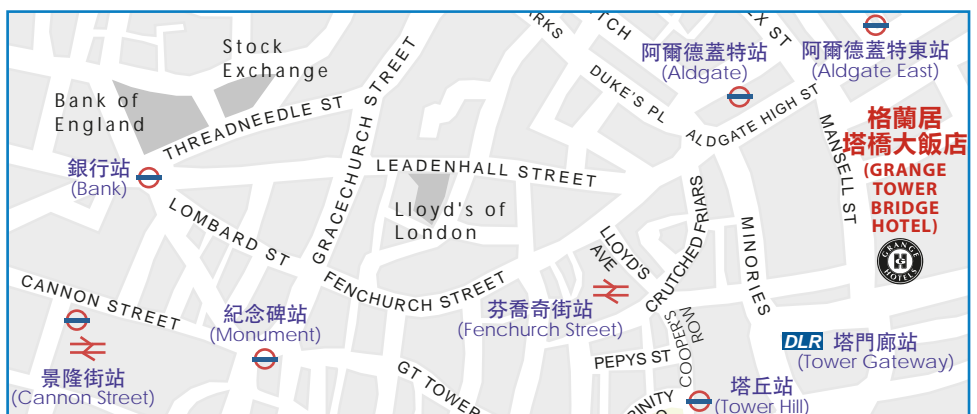 Stock
Exchange
Bank of
England
THREADNEEDLE ST
GRACECHURCH STREET
DUKE'S PL
阿爾德蓋特站
(Aldgate)
阿爾德蓋特東站
(Aldgate East)
ALDGATE HIGH ST
MANSELL ST
格蘭居
塔橋大飯店
(GRANGE
TOWER
BRIDGE
HOTEL)
GRANGE
HOTELS
銀行站
(Bank)
LEADENHALL STREET
Lloyd's of
London
LOMBARD ST
FENCHURCH STREET
LLOYD'S
AVE
CRUTCHED FRIARS
MINORIES
CANNON STREET
紀念碑站
(Monument)
芬喬奇街站
(Fenchurch Street)
COOPER'S
ROW
PEPYS ST
DLR 塔門廊站
(Tower Gateway)
景隆街站
(Cannon Street)
GT TOWER
塔丘站
(Tower Hill)